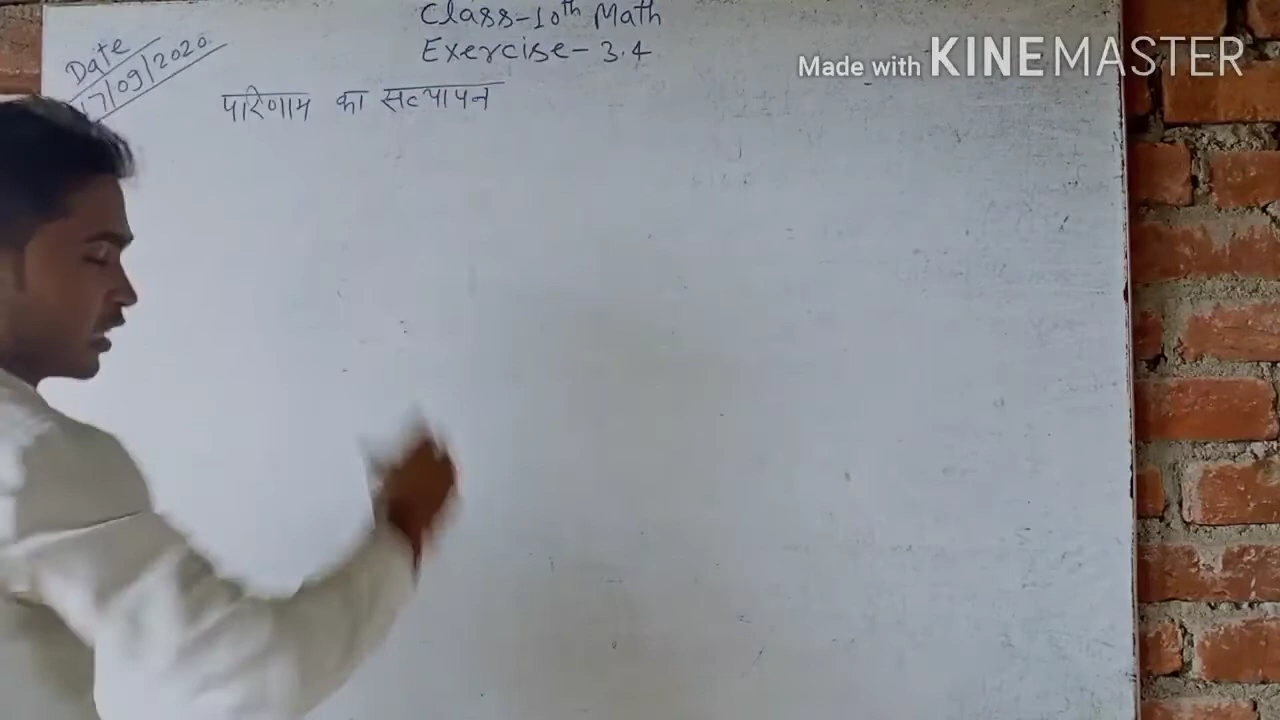 Class-10th Math
Exercise-3.4
Date
17/09/2020
परिणाम का सत्यापन
Made with KINEMASTER